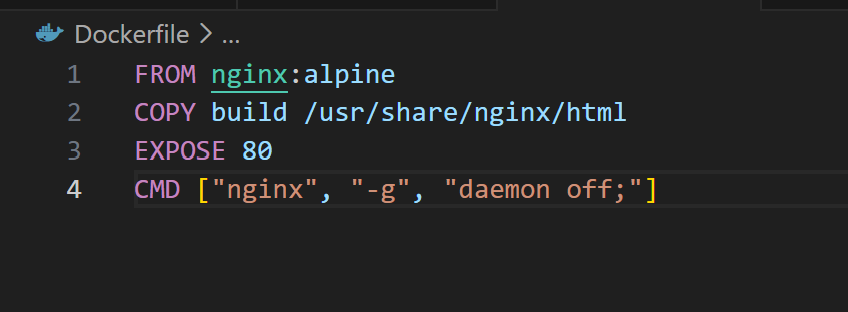 Dockerfile > ...
1 FROM nginx:alpine
2 COPY build /usr/share/nginx/html
3 EXPOSE 80
4 CMD ["nginx", "-g", "daemon off;"]